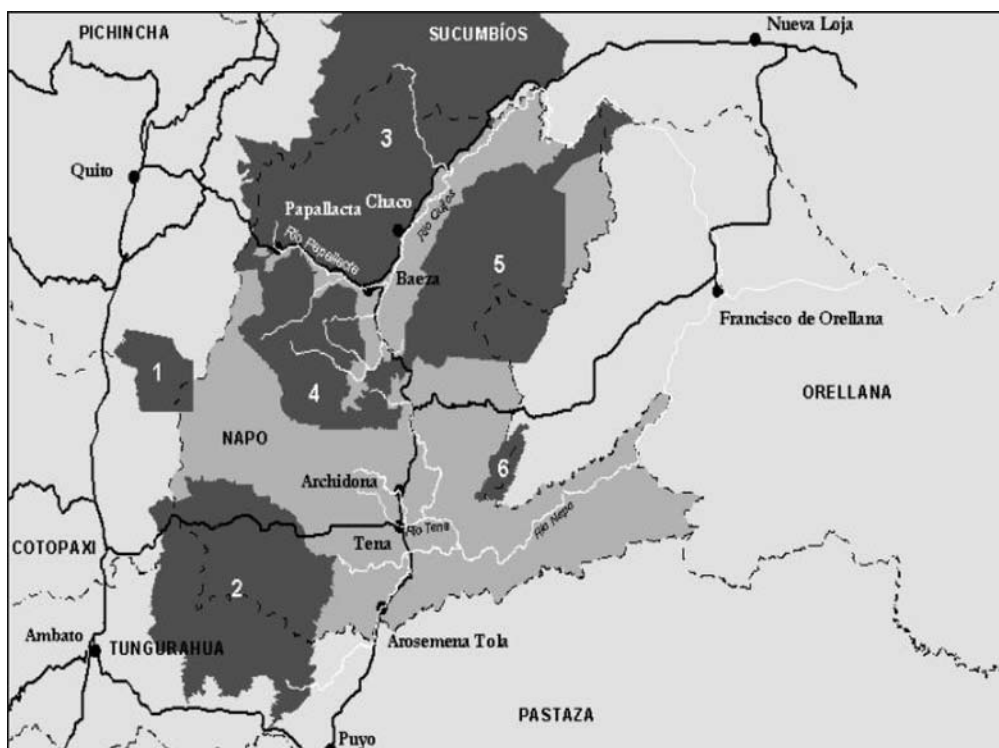 PICHINCHA
SUCUMBÍOS
Nueva Loja
3
Quito
Papallacta
Chaco
Río Quijos
Río Papallacta
Baeza
5
Francisco de Orellana
1
4
ORELLANA
NAPO
6
Archidona
Río Napo
Río Tena
Tena
COTOPAXI
2
Ambato
TUNGURAHUA
Arosemena Tola
PASTAZA
Puyo